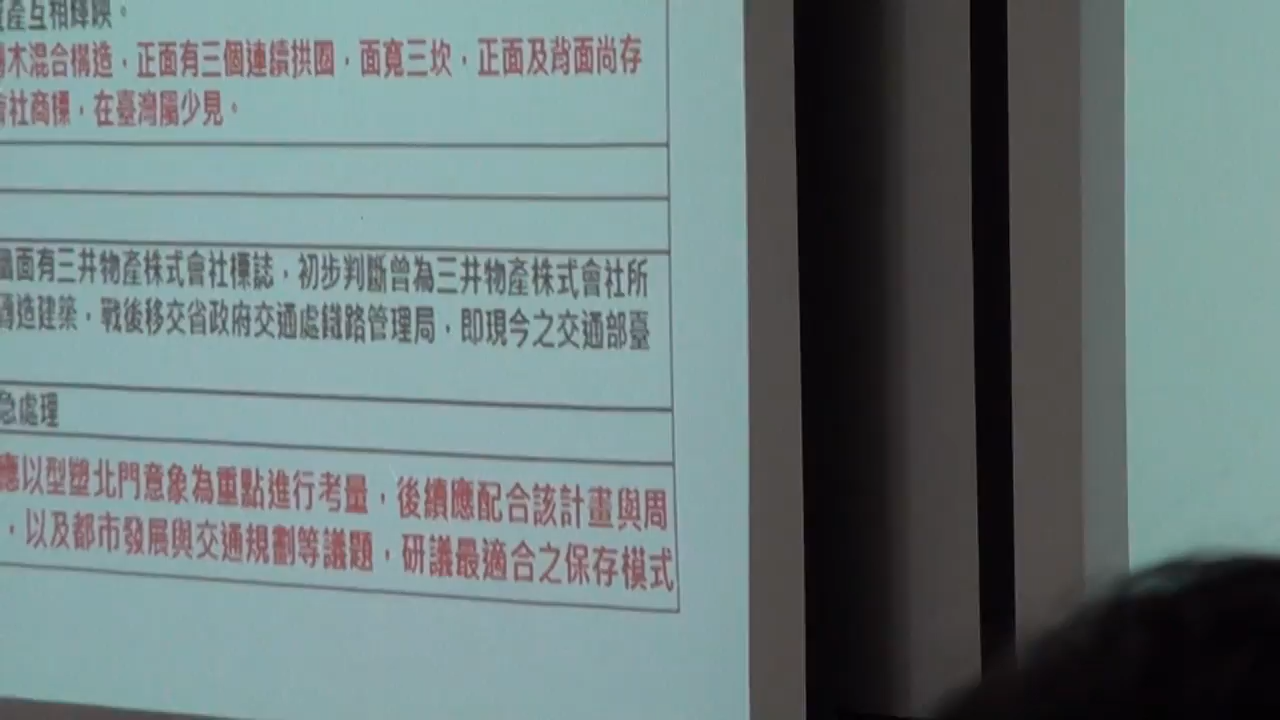 產互相輝映。
木混合構造，正面有三個連續拱圈，面寬三坎，正面及背面尚存
會社商標，在臺灣屬少見。
圖面有三井物產株式會社標誌，初步判斷曾為三井物產株式會社所
造建築，戰後移交省政府交通處鐵路管理局，即現今之交通部臺
急處理
應以型塑北門意象為重點進行考量，後續應配合該計畫與周
，以及都市發展與交通規劃等議題，研議最適合之保存模式